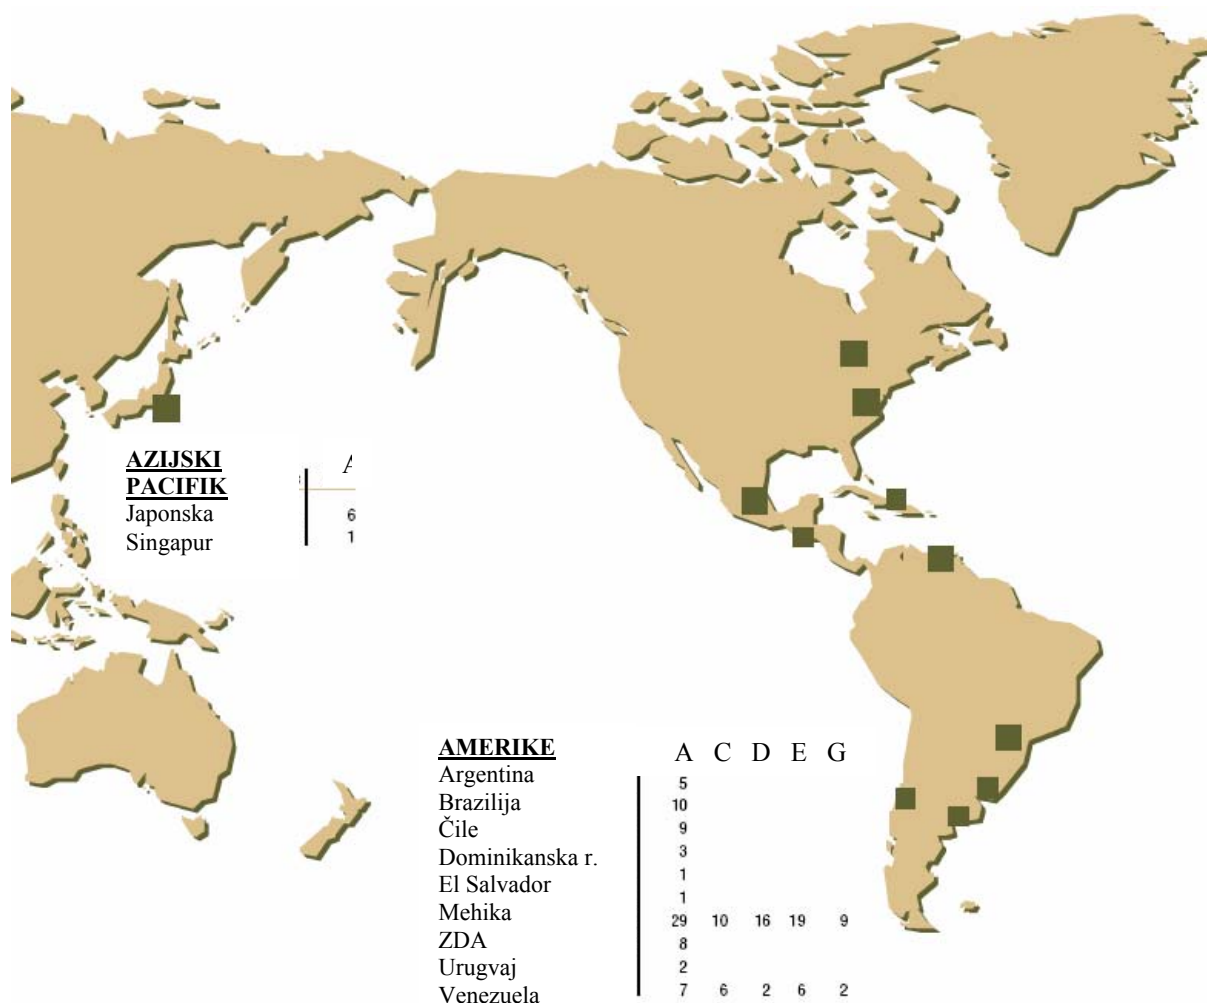 AZIJSKI
PACIFIK
Japonska
Singapur
A
6
1
AMERIKE
Argentina
Brazilija
Čile
Dominikanska r.
El Salvador
Mehika
ZDA
Urugvaj
Venezuela
A C D E G
5
10
9
3
1
1
29 10 16 19 9
8
2
7 6 2 6 2